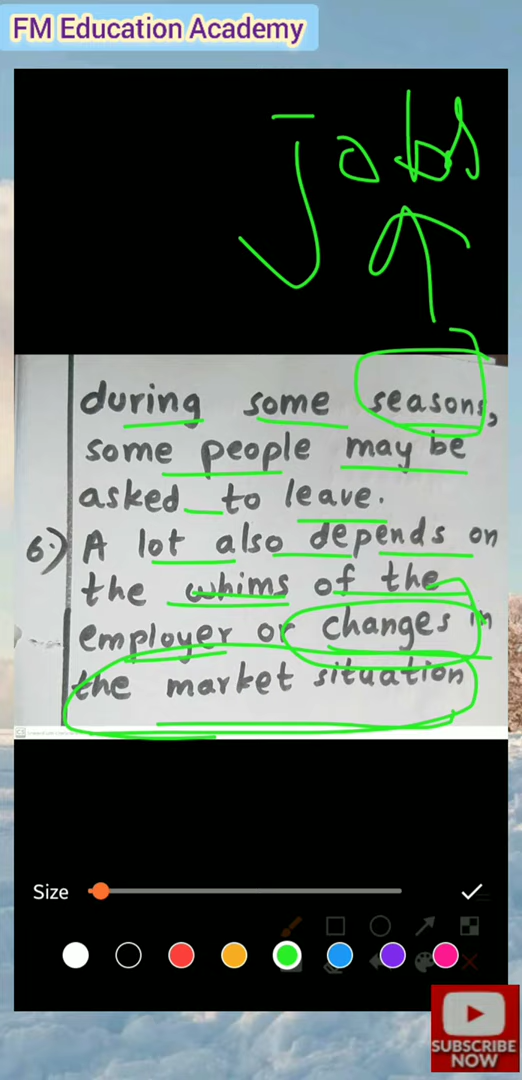 FM Education Academy
Jobs
during some seasons,
some people may be
asked to leave.
6.) A lot also depends on
the whims of the
employer or changes in
the market situation
Size
SUBSCRIBE
NOW